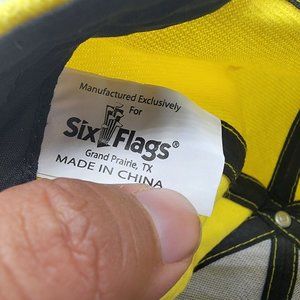 Manufactured Exclusively
For
Six Flags®
Grand Prairie, TX
MADE IN CHINA